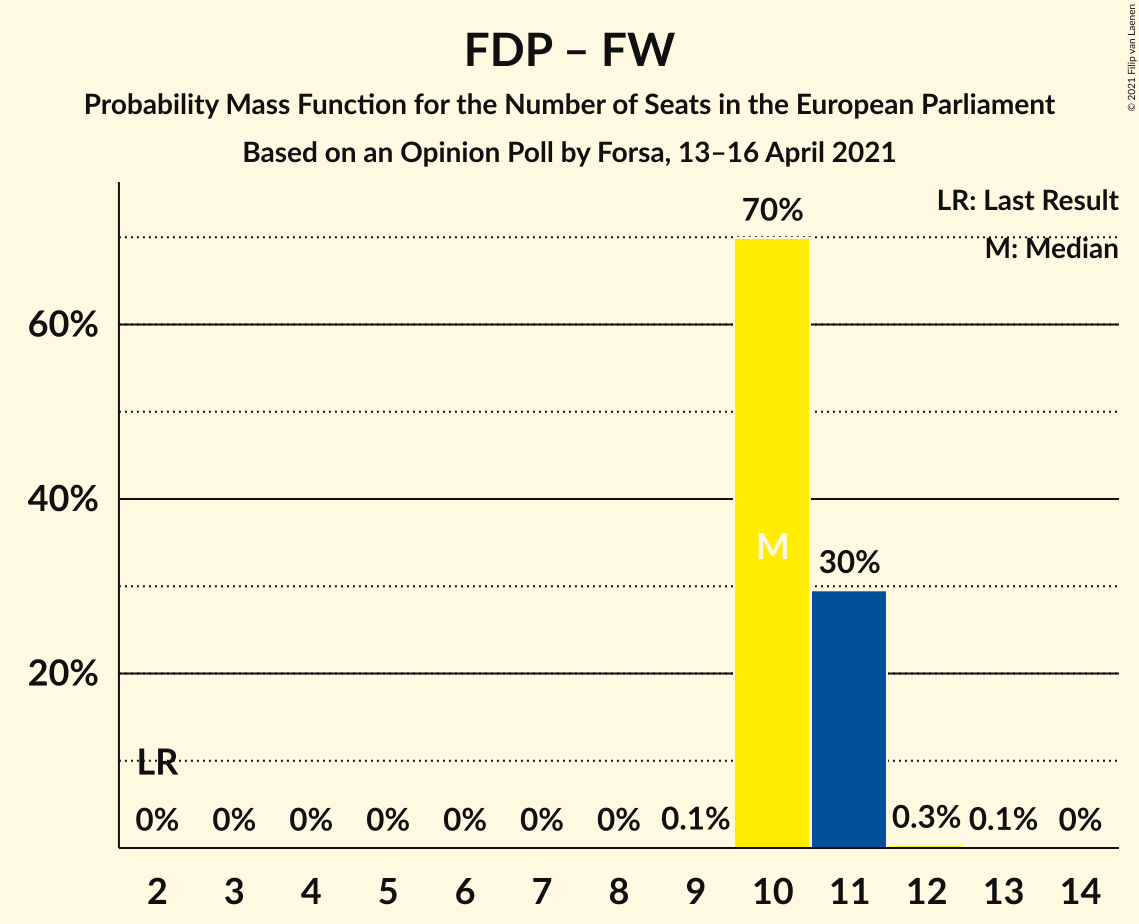 FDP – FW
Probability Mass Function for the Number of Seats in the European Parliament
Based on an Opinion Poll by Forsa, 13–16 April 2021
© 2021 Filip van Laenen
LR: Last Result
M: Median
70%
60%
40%
M
30%
20%
LR
0% 0% 0% 0% 0% 0% 0% 0.1% 0.3% 0.1% 0%
2 3 4 5 6 7 8 9 10 11 12 13 14